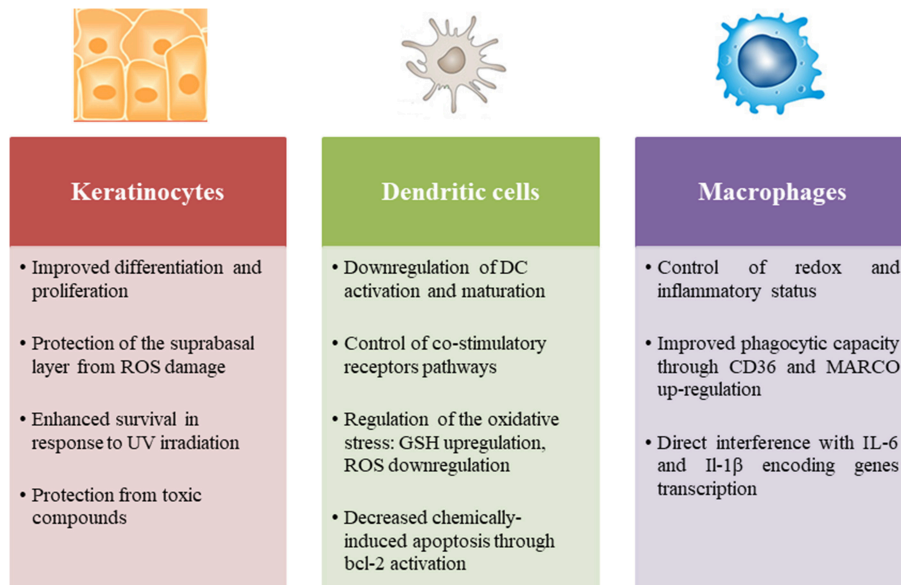 Keratinocytes
• Improved differentiation and
proliferation
• Protection of the suprabasal
layer from ROS damage
• Enhanced survival in
response to UV irradiation
• Protection from toxic
compounds
Dendritic cells
• Downregulation of DC
activation and maturation
• Control of co-stimulatory
receptors pathways
• Regulation of the oxidative
stress: GSH upregulation,
ROS downregulation
• Decreased chemically-
induced apoptosis through
bcl-2 activation
Macrophages
• Control of redox and
inflammatory status
• Improved phagocytic capacity
through CD36 and MARCO
up-regulation
• Direct interference with IL-6
and Il-1β encoding genes
transcription